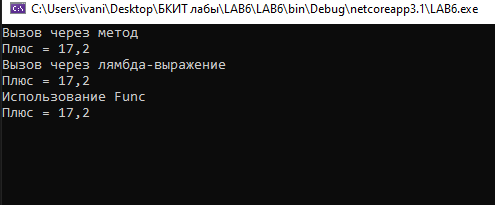 C:\Users\ivani\Desktop\БКИТ лабы\LAB6\LAB6\bin\Debug\netcoreapp3.1\LAB6.exe
Вызов через метод
Плюс = 17,2
Вызов через лямбда-выражение
Плюс = 17,2
Использование Func
Плюс = 17,2